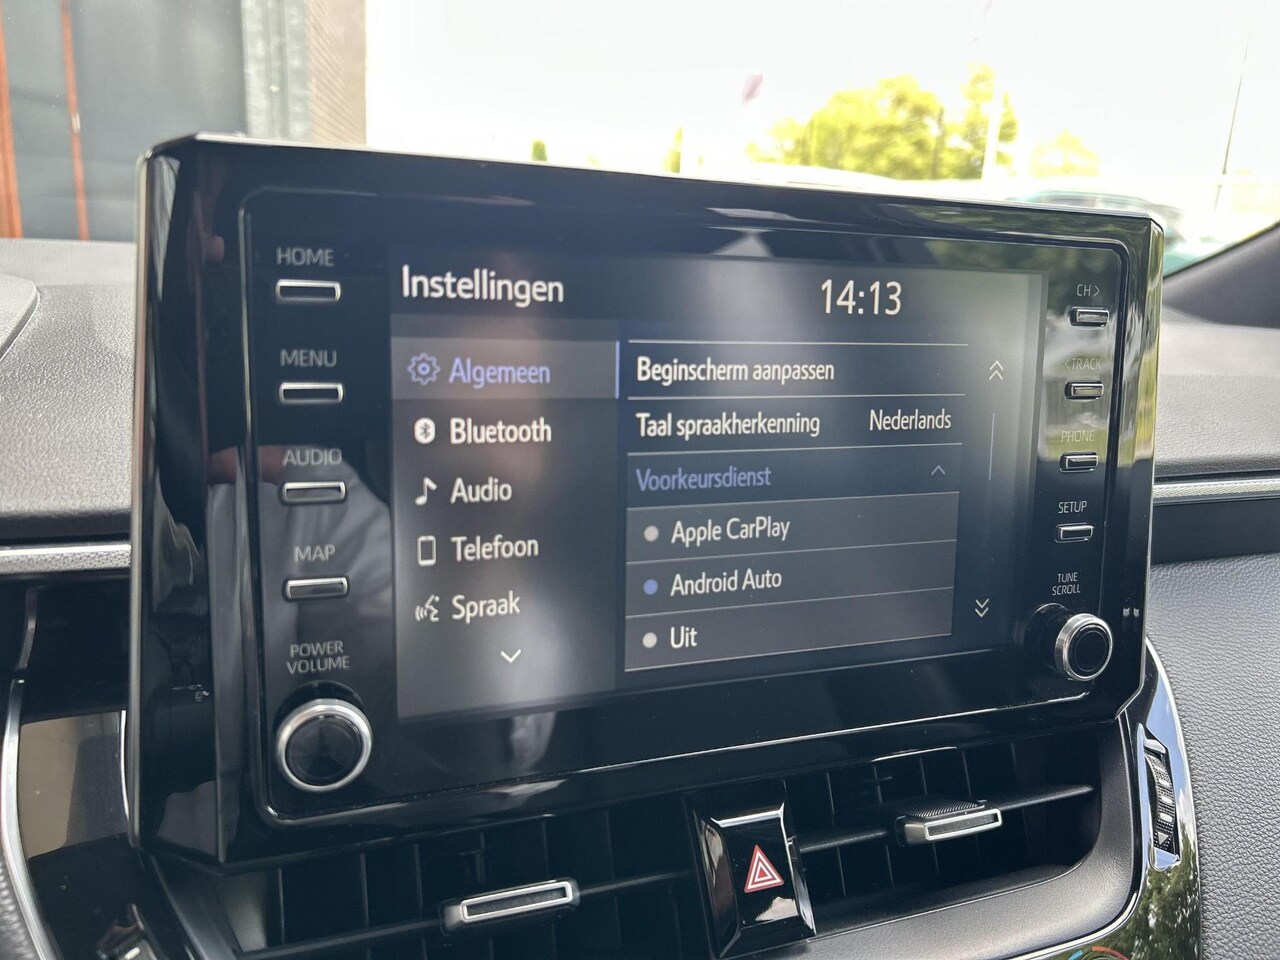 HOME
MENU
AUDIO
MAP
POWER
VOLUME
Instellingen
14:13
Algemeen
Bluetooth
Audio
Telefoon
Spraak
Beginscherm aanpassen
Taal spraakherkenning Nederlands
Voorkeursdienst
Apple CarPlay
Android Auto
Uit
CH >
< TRACK
PHONE
SETUP
TUNE
SCROLL